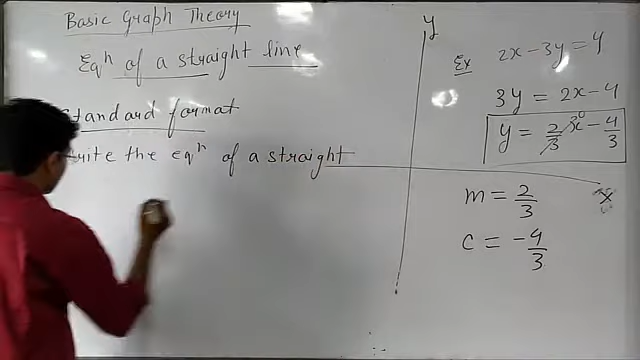 Basic Graph Theory
Eqⁿ of a straight line
Standard format
write the eqⁿ of a straight
y
x
Ex 2x - 3y = 4
3y = 2x - 4
y = 2/3 x - 4/3
m = 2/3
c = -4/3